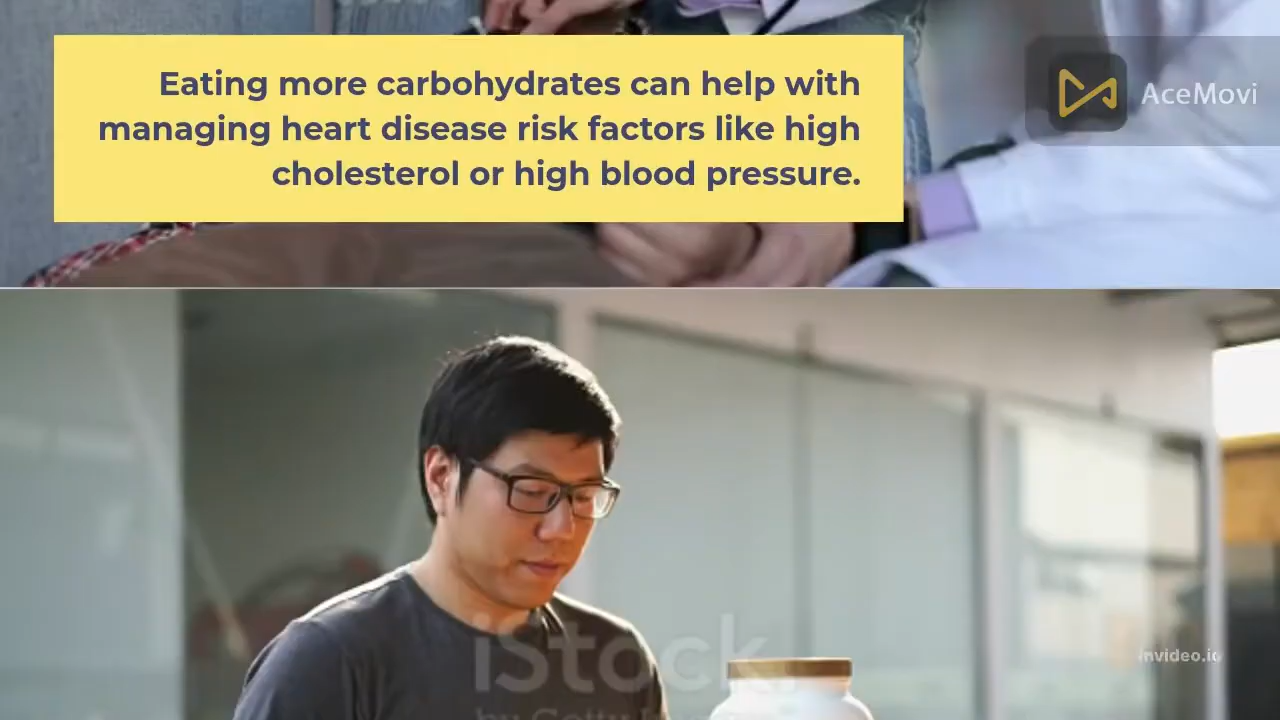 Eating more carbohydrates can help with
managing heart disease risk factors like high
cholesterol or high blood pressure.
AceMovi
iStock.
invideo.io